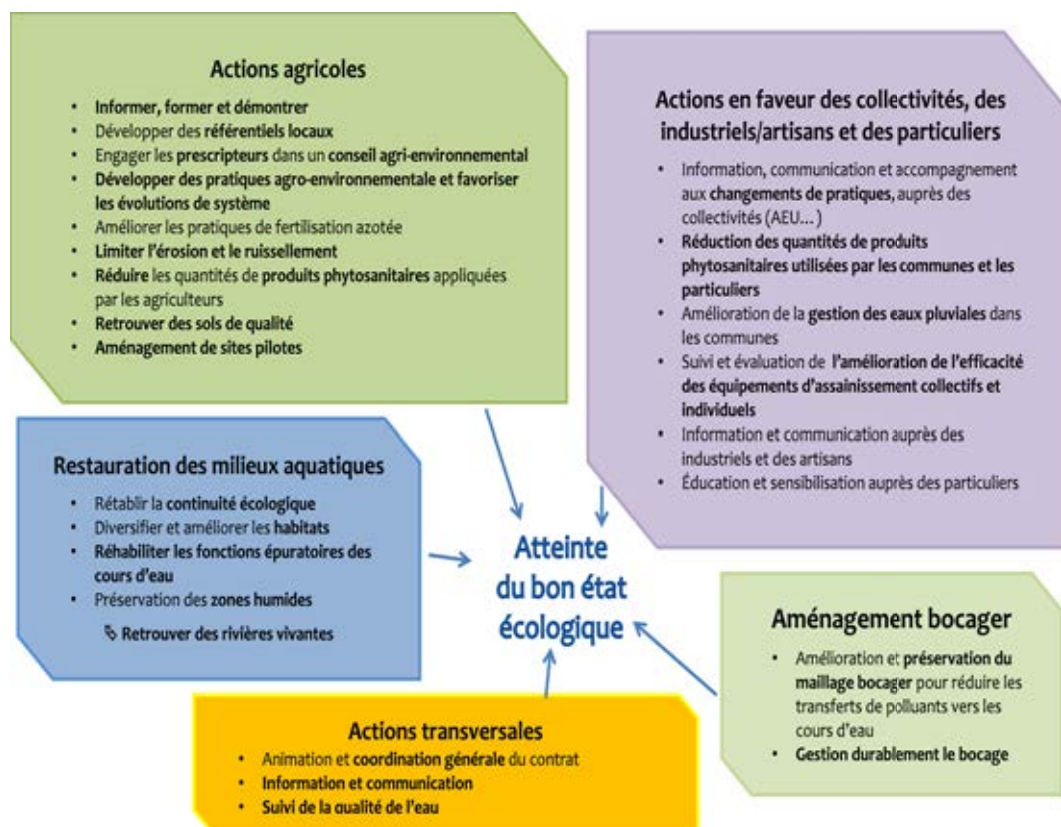 Actions agricoles
• Informer, former et démontrer
• Développer des référentiels locaux
• Engager les prescripteurs dans un conseil agri-environnemental
• Développer des pratiques agro-environnementale et favoriser
les évolutions de système
• Améliorer les pratiques de fertilisation azotée
• Limiter l'érosion et le ruissellement
• Réduire les quantités de produits phytosanitaires appliquées
par les agriculteurs
• Retrouver des sols de qualité
• Aménagement de sites pilotes
Actions en faveur des collectivités, des
industriels/artisans et des particuliers
• Information, communication et accompagnement
aux changements de pratiques, auprès des
collectivités (AEU...)
• Réduction des quantités de produits
phytosanitaires utilisées par les communes et les
particuliers
• Amélioration de la gestion des eaux pluviales dans
les communes
• Suivi et évaluation de l'amélioration de l'efficacité
des équipements d'assainissement collectifs et
individuels
• Information et communication auprès des
industriels et des artisans
• Éducation et sensibilisation auprès des particuliers
Restauration des milieux aquatiques
• Rétablir la continuité écologique
• Diversifier et améliorer les habitats
• Réhabiliter les fonctions épuratoires des
cours d'eau
• Préservation des zones humides
Retrouver des rivières vivantes
Atteinte
du bon état
écologique
Aménagement bocager
• Amélioration et préservation du
maillage bocager pour réduire les
transferts de polluants vers les
cours d'eau
• Gestion durablement le bocage
Actions transversales
• Animation et coordination générale du contrat
• Information et communication
• Suivi de la qualité de l'eau